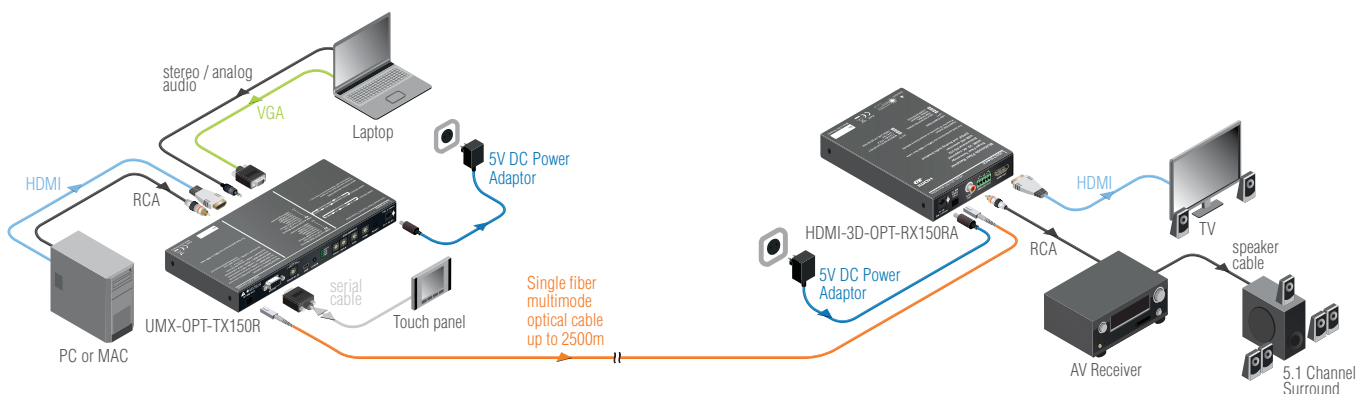 stereo / analog
audio
VGA
Laptop
HDMI
RCA
5V DC Power
Adaptor
serial
cable
Touch panel
UMX-OPT-TX150R
PC or MAC
Single fiber
multimode
optical cable
up to 2500m
HDMI-3D-OPT-RX150RA
5V DC Power
Adaptor
HDMI
TV
RCA
speaker
cable
AV Receiver
5.1 Channel
Surround